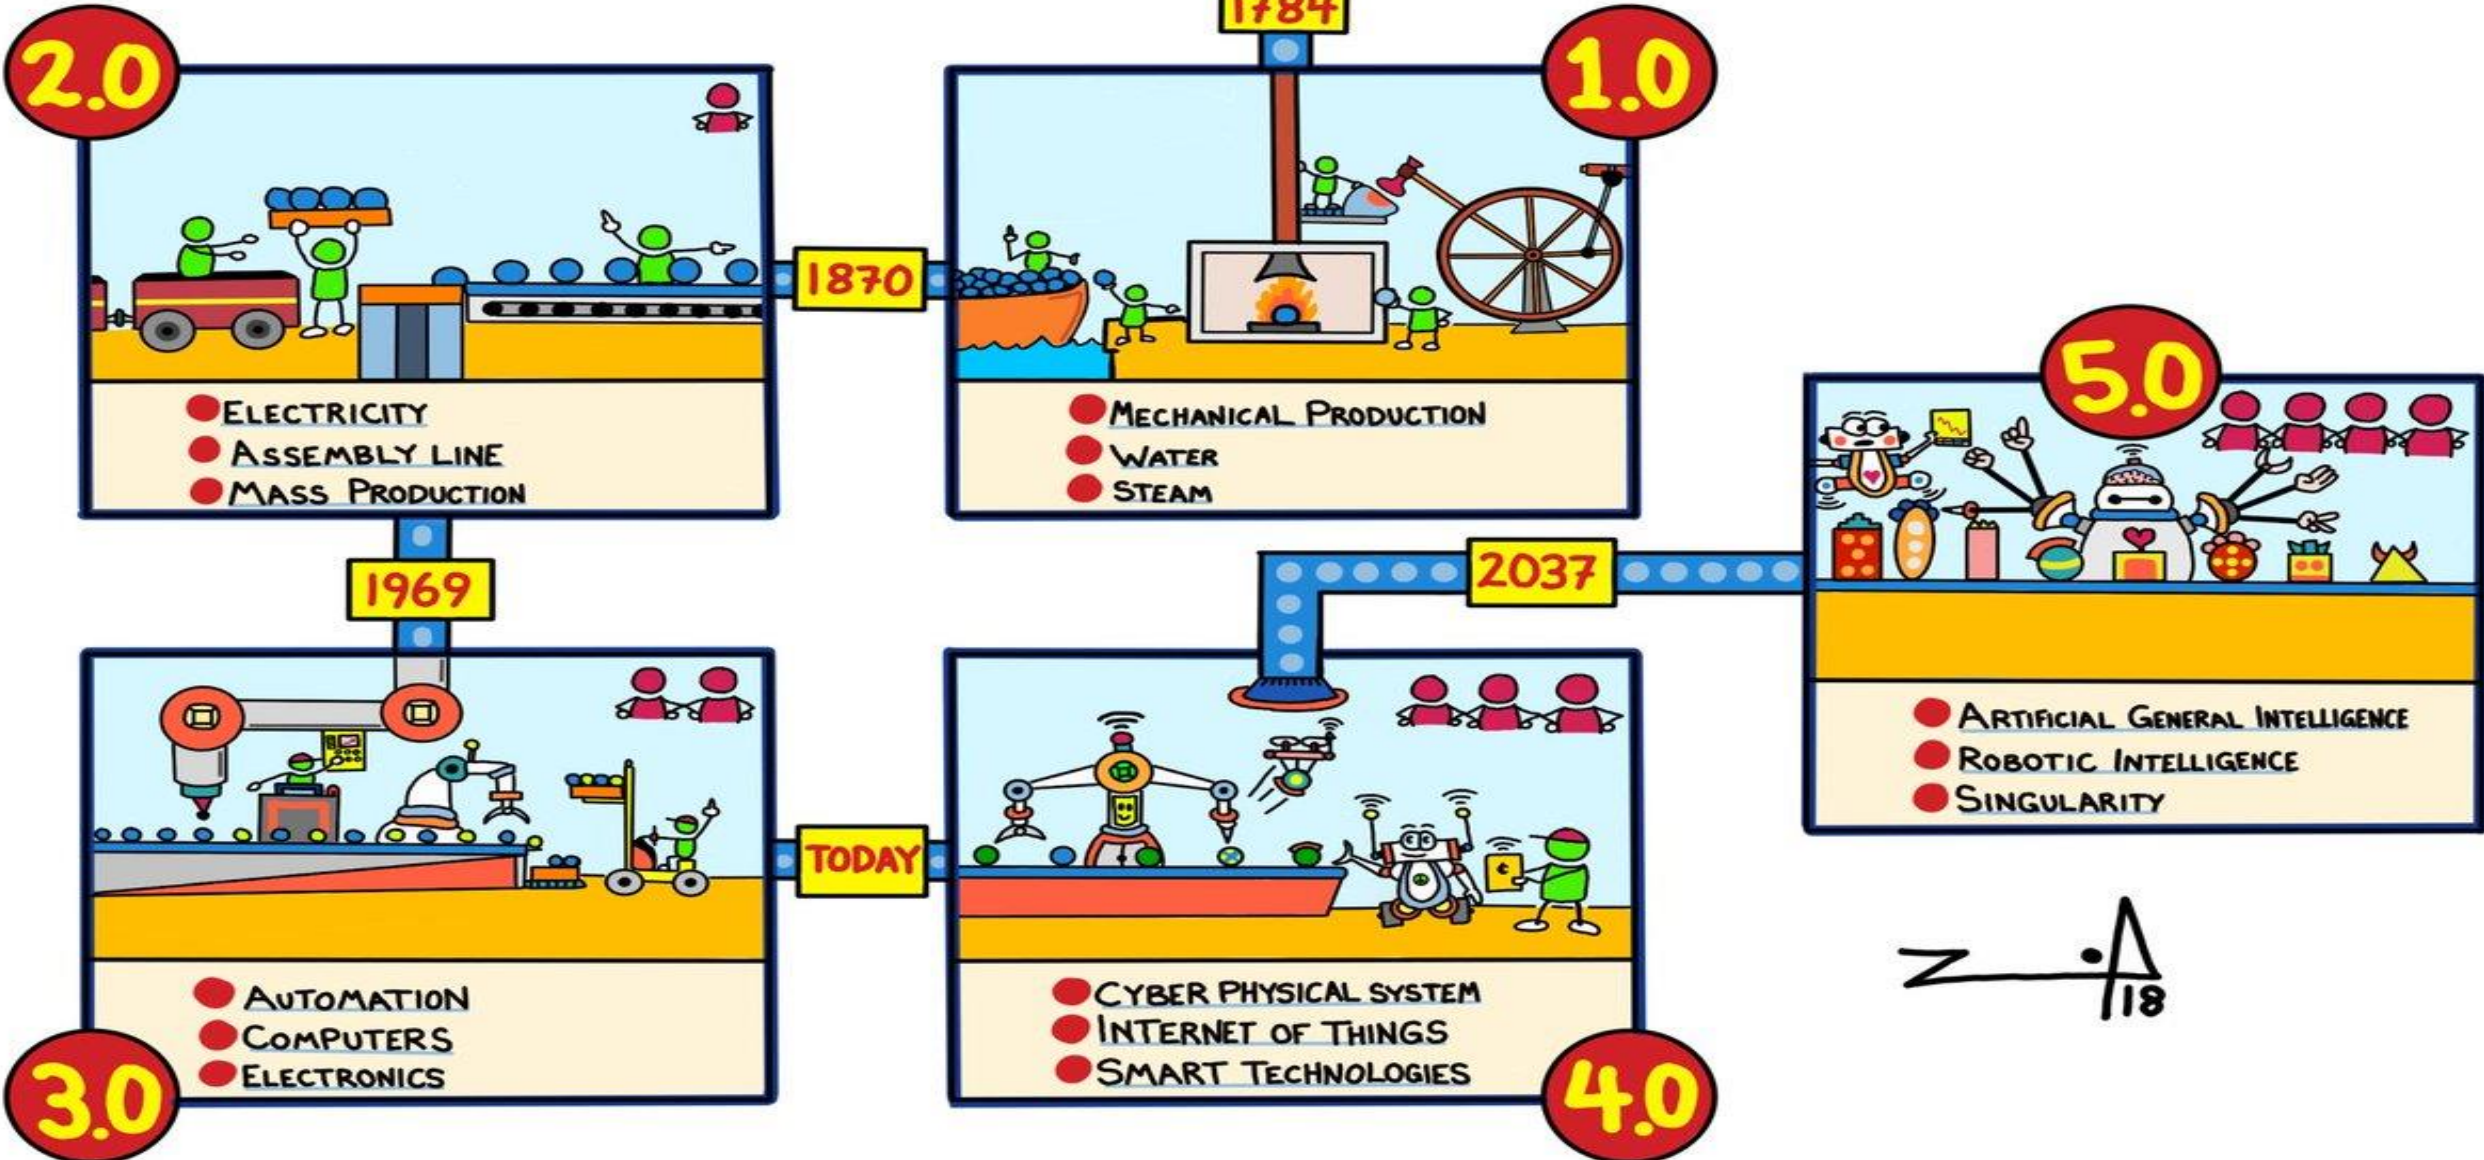 1784
1.0
MECHANICAL PRODUCTION
WATER
STEAM
1870
2.0
ELECTRICITY
ASSEMBLY LINE
MASS PRODUCTION
1969
3.0
AUTOMATION
COMPUTERS
ELECTRONICS
TODAY
4.0
CYBER PHYSICAL SYSTEM
INTERNET OF THINGS
SMART TECHNOLOGIES
2037
5.0
ARTIFICIAL GENERAL INTELLIGENCE
ROBOTIC INTELLIGENCE
SINGULARITY
18